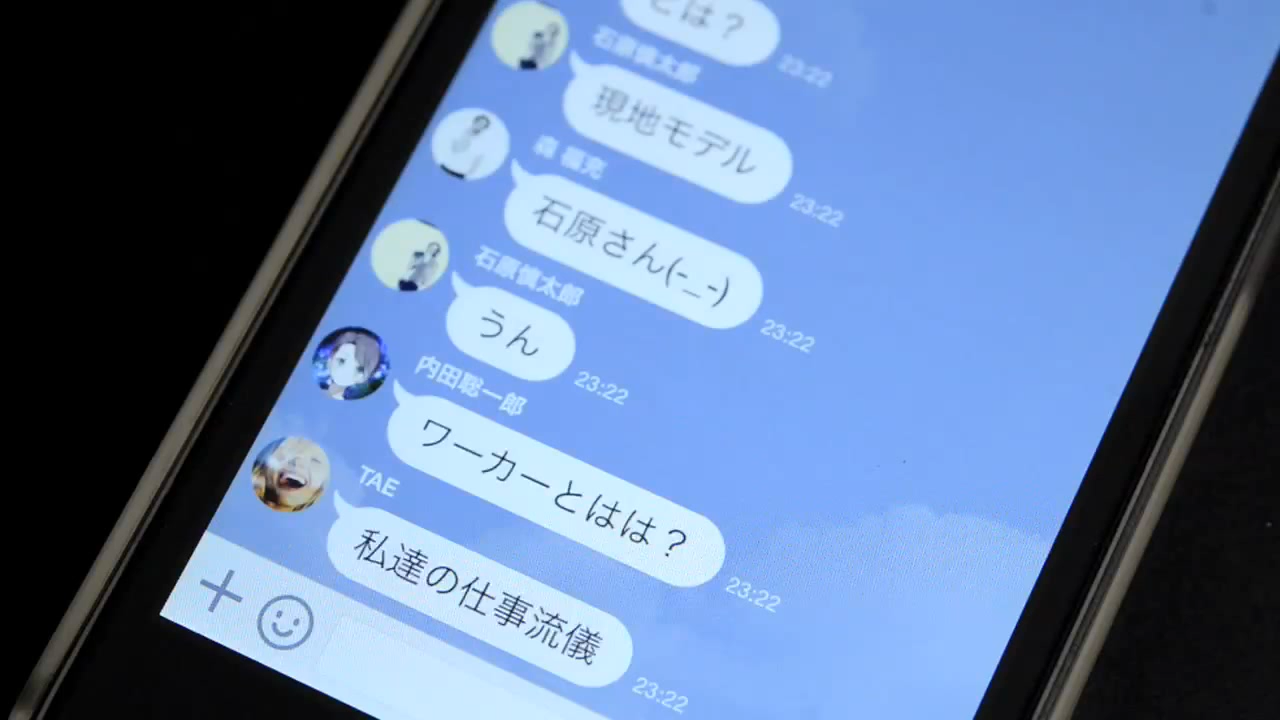 とは？
23:22
石原慎太郎
現地モデル
23:22
石原さん(-_-)
23:22
石原慎太郎
うん
23:22
内田聡一郎
ワーカーとはは？
23:22
TAE
私達の仕事流儀
23:22